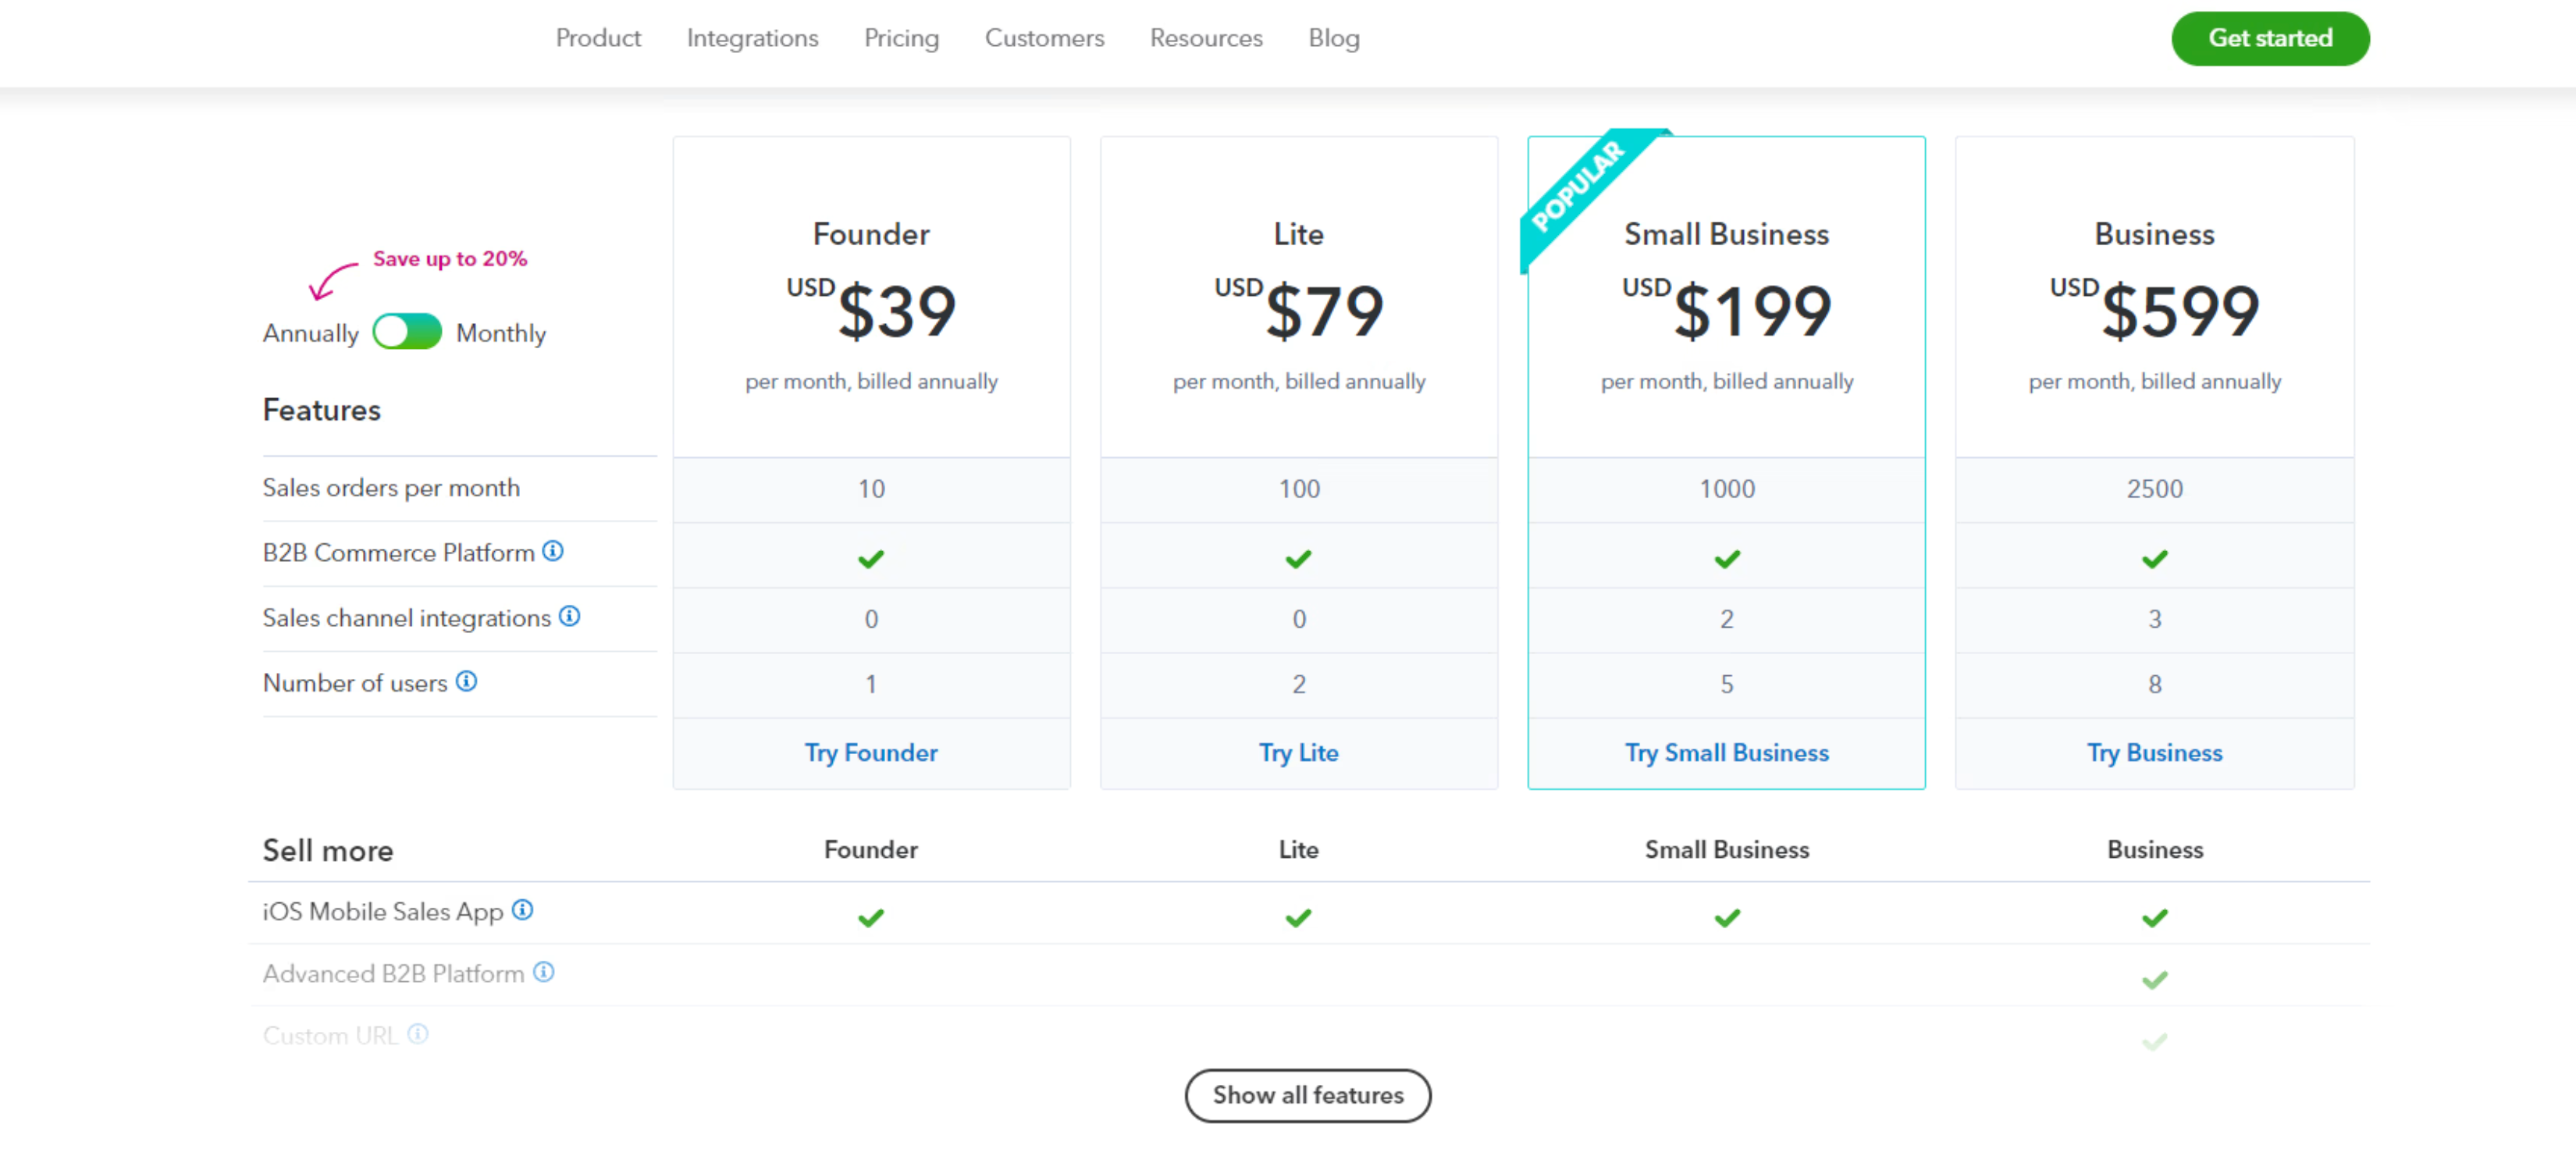 Product Integrations Pricing Customers Resources Blog Get started
Save up to 20%
Annually Monthly
Features
Founder
USD $39
per month, billed annually
Lite
USD $79
per month, billed annually
POPULAR
Small Business
USD $199
per month, billed annually
Business
USD $599
per month, billed annually
Sales orders per month 10 100 1000 2500
B2B Commerce Platform
Sales channel integrations 0 0 2 3
Number of users 1 2 5 8
Try Founder Try Lite Try Small Business Try Business
Sell more Founder Lite Small Business Business
iOS Mobile Sales App
Advanced B2B Platform
Custom URL
Show all features